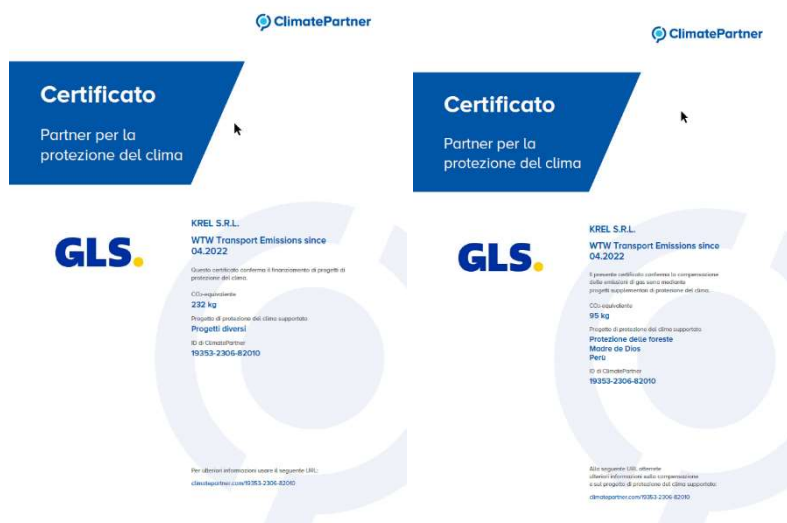 ClimatePartner
Certificato
Partner per la
protezione del clima
GLS.
KREL S.R.L.
WTW Transport Emissions since
04.2022
Questo certificato conferma il finanziamento di progetti di
protezione del clima.
CO₂-equivalente
232 kg
Progetto di protezione del clima supportato
Progetti diversi
ID di ClimatePartner
19353-2306-82010
Per ulteriori informazioni usare il seguente URL:
climatepartner.com/19353-2306-82010
ClimatePartner
Certificato
Partner per la
protezione del clima
GLS.
KREL S.R.L.
WTW Transport Emissions since
04.2022
Il presente certificato conferma la compensazione
delle emissioni di gas serra mediante
progetti supplementari di protezione del clima.
CO₂ equivalente
95 kg
Progetto di protezione del clima supportato
Protezione delle foreste
Madre de Dios
Perù
ID di ClimatePartner
19353-2306-82010
Alla seguente URL otterrete
ulteriori informazioni sulla compensazione
e sul progetto di protezione del clima supportato:
climatepartner.com/19353-2306-82010